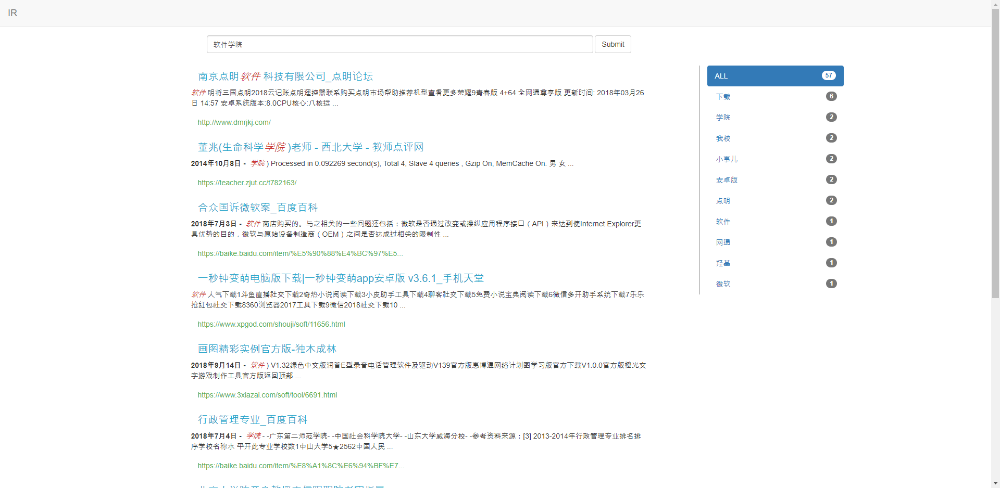 IR
软件学院
Submit
南京点明软件 科技有限公司_点明论坛
软件 明将三国点明2018云记账点明遥控器联系购买点明市场帮助推荐机型查看更多荣耀9青春版 4+64 全网通尊享版 更新时间: 2018年03月26
日 14:57 安卓系统版本:8.0CPU核心:八核运 ...
http://www.dmrjkj.com/
董兆(生命科学学院 )老师 - 西北大学 - 教师点评网
2014年10月8日 - 学院 ) Processed in 0.092269 second(s), Total 4, Slave 4 queries , Gzip On, MemCache On. 男 女 ...
https://teacher.zjut.cc/t782163/
合众国诉微软案_百度百科
2018年7月3日 - 软件 商店购买的。与之相关的一些问题还包括：微软是否通过改变或操纵应用程序接口（API）来达到使Internet Explorer更
具优势的目的，微软与原始设备制造商（OEM）之间是否达成过相关的限制性 ...
https://baike.baidu.com/item/%E5%90%88%E4%BC%97%E5...
一秒钟变萌电脑版下载|一秒钟变萌app安卓版 v3.6.1_手机天堂
软件 人气下载1斗鱼直播社交下载2奇热小说阅读下载3小皮助手工具下载4聊客社交下载5免费小说宝典阅读下载6微信多开助手系统下载7乐乐
抢红包社交下载8360浏览器2017工具下载9微信2018社交下载10 ...
https://www.xpgod.com/shouji/soft/11656.html
画图精彩实例官方版-独木成林
2018年9月14日 - 软件 ) V1.32绿色中文版润普E型录音电话管理软件及驱动V139官方版惠博通网络计划图学习版官方下载V1.0.0官方版橙光文
字游戏制作工具官方版返回顶部 ...
https://www.3xiazai.com/soft/tool/6691.html
行政管理专业_百度百科
2018年7月4日 - 学院 - -广东第二师范学院- -中国社会科学院大学- -山东大学威海分校- -参考资料来源：[3] 2013-2014年行政管理专业排名排
序学校名称水 平开此专业学校数1中山大学5★2562中国人民 ...
https://baike.baidu.com/item/%E8%A1%8C%E6%94%BF%E7...
ALL 57
下载 6
学院 2
我校 2
小事儿 2
安卓版 2
点明 2
软件 1
网通 1
羟基 1
微软 1